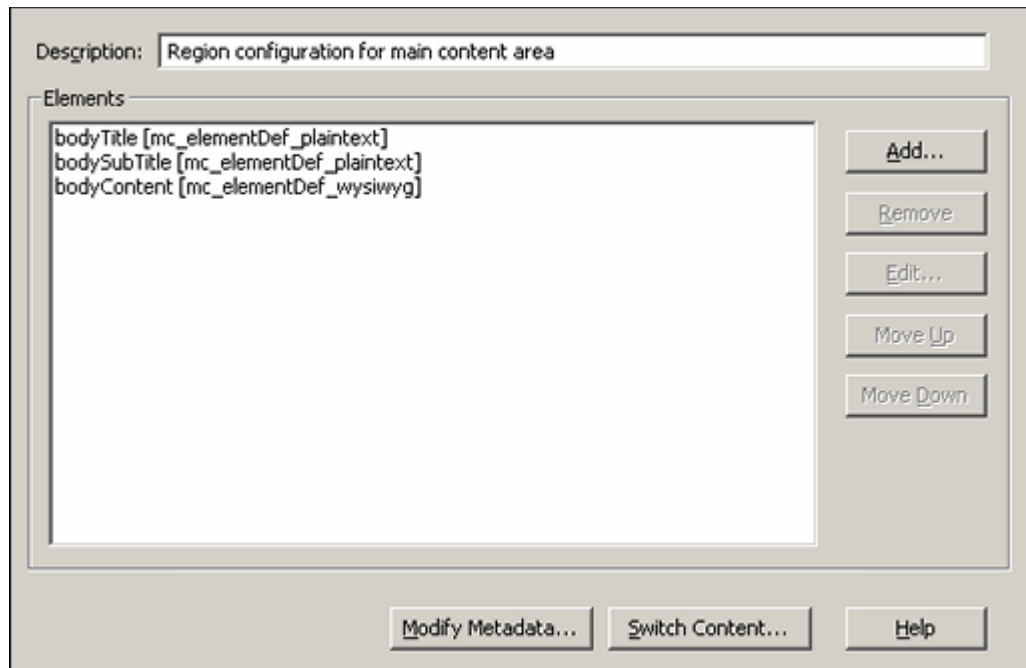 Description: Region configuration for main content area
Elements
bodyTitle [mc_elementDef_plaintext]
bodySubTitle [mc_elementDef_plaintext]
bodyContent [mc_elementDef_wysiwyg]
Add...
Remove
Edit...
Move Up
Move Down
Modify Metadata... Switch Content... Help